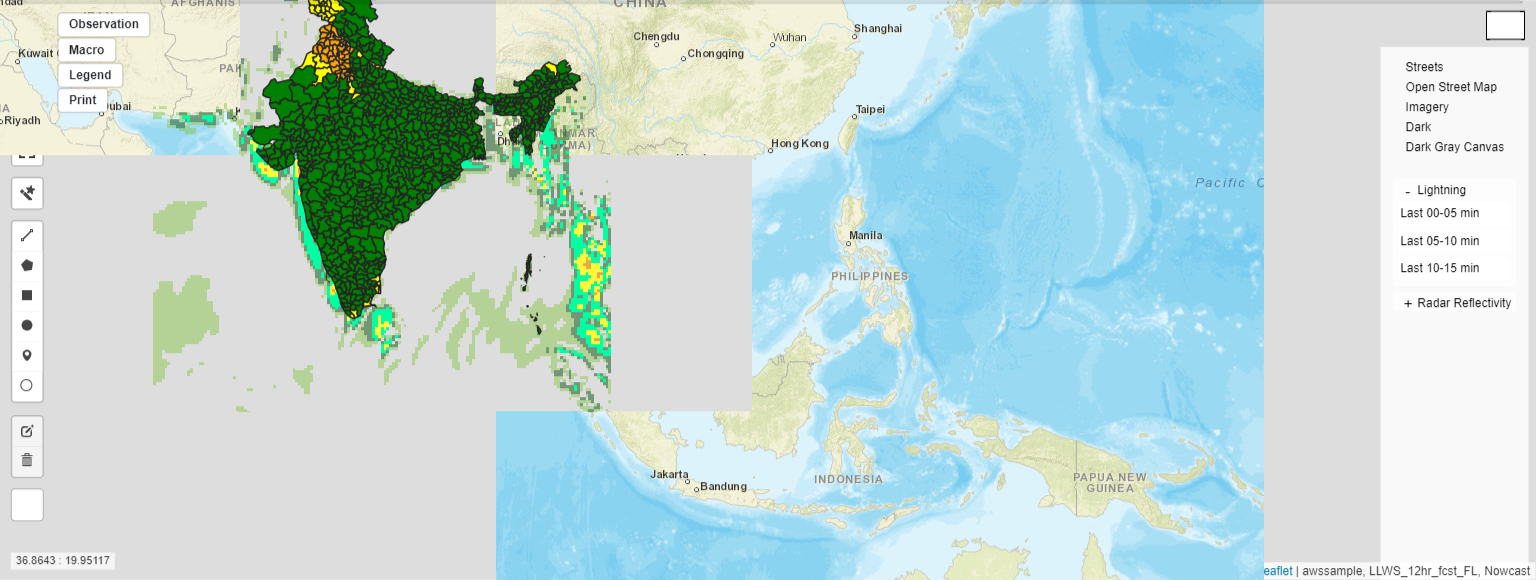 CHINA
AFGHANIS
Observation
Macro
Legend
Print
Chengdu
Wuhan
Shanghai
Chongqing
Kuwait
PAK
Riyadh
Taipei
Hong Kong
Manila
PHILIPPINES
Pacific
Jakarta
Bandung
INDONESIA
PAPUA NEW
GUINEA
36.8643 : 19.95117
Streets
Open Street Map
Imagery
Dark
Dark Gray Canvas
- Lightning
Last 00-05 min
Last 05-10 min
Last 10-15 min
+ Radar Reflectivity
eaflet | awssample, LLWS_12hr_fcst_FL, Nowcast